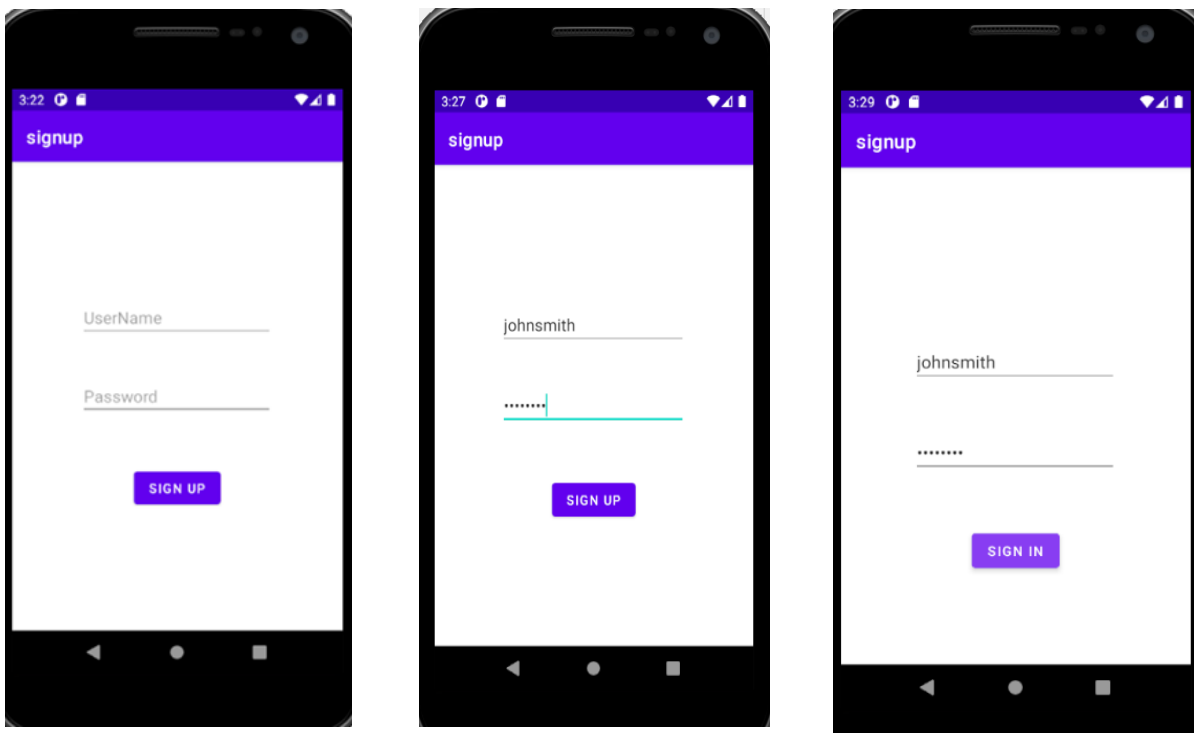 3:22
signup
UserName
Password
SIGN UP
3:27
signup
johnsmith
••••••••
SIGN UP
3:29
signup
johnsmith
••••••••
SIGN IN